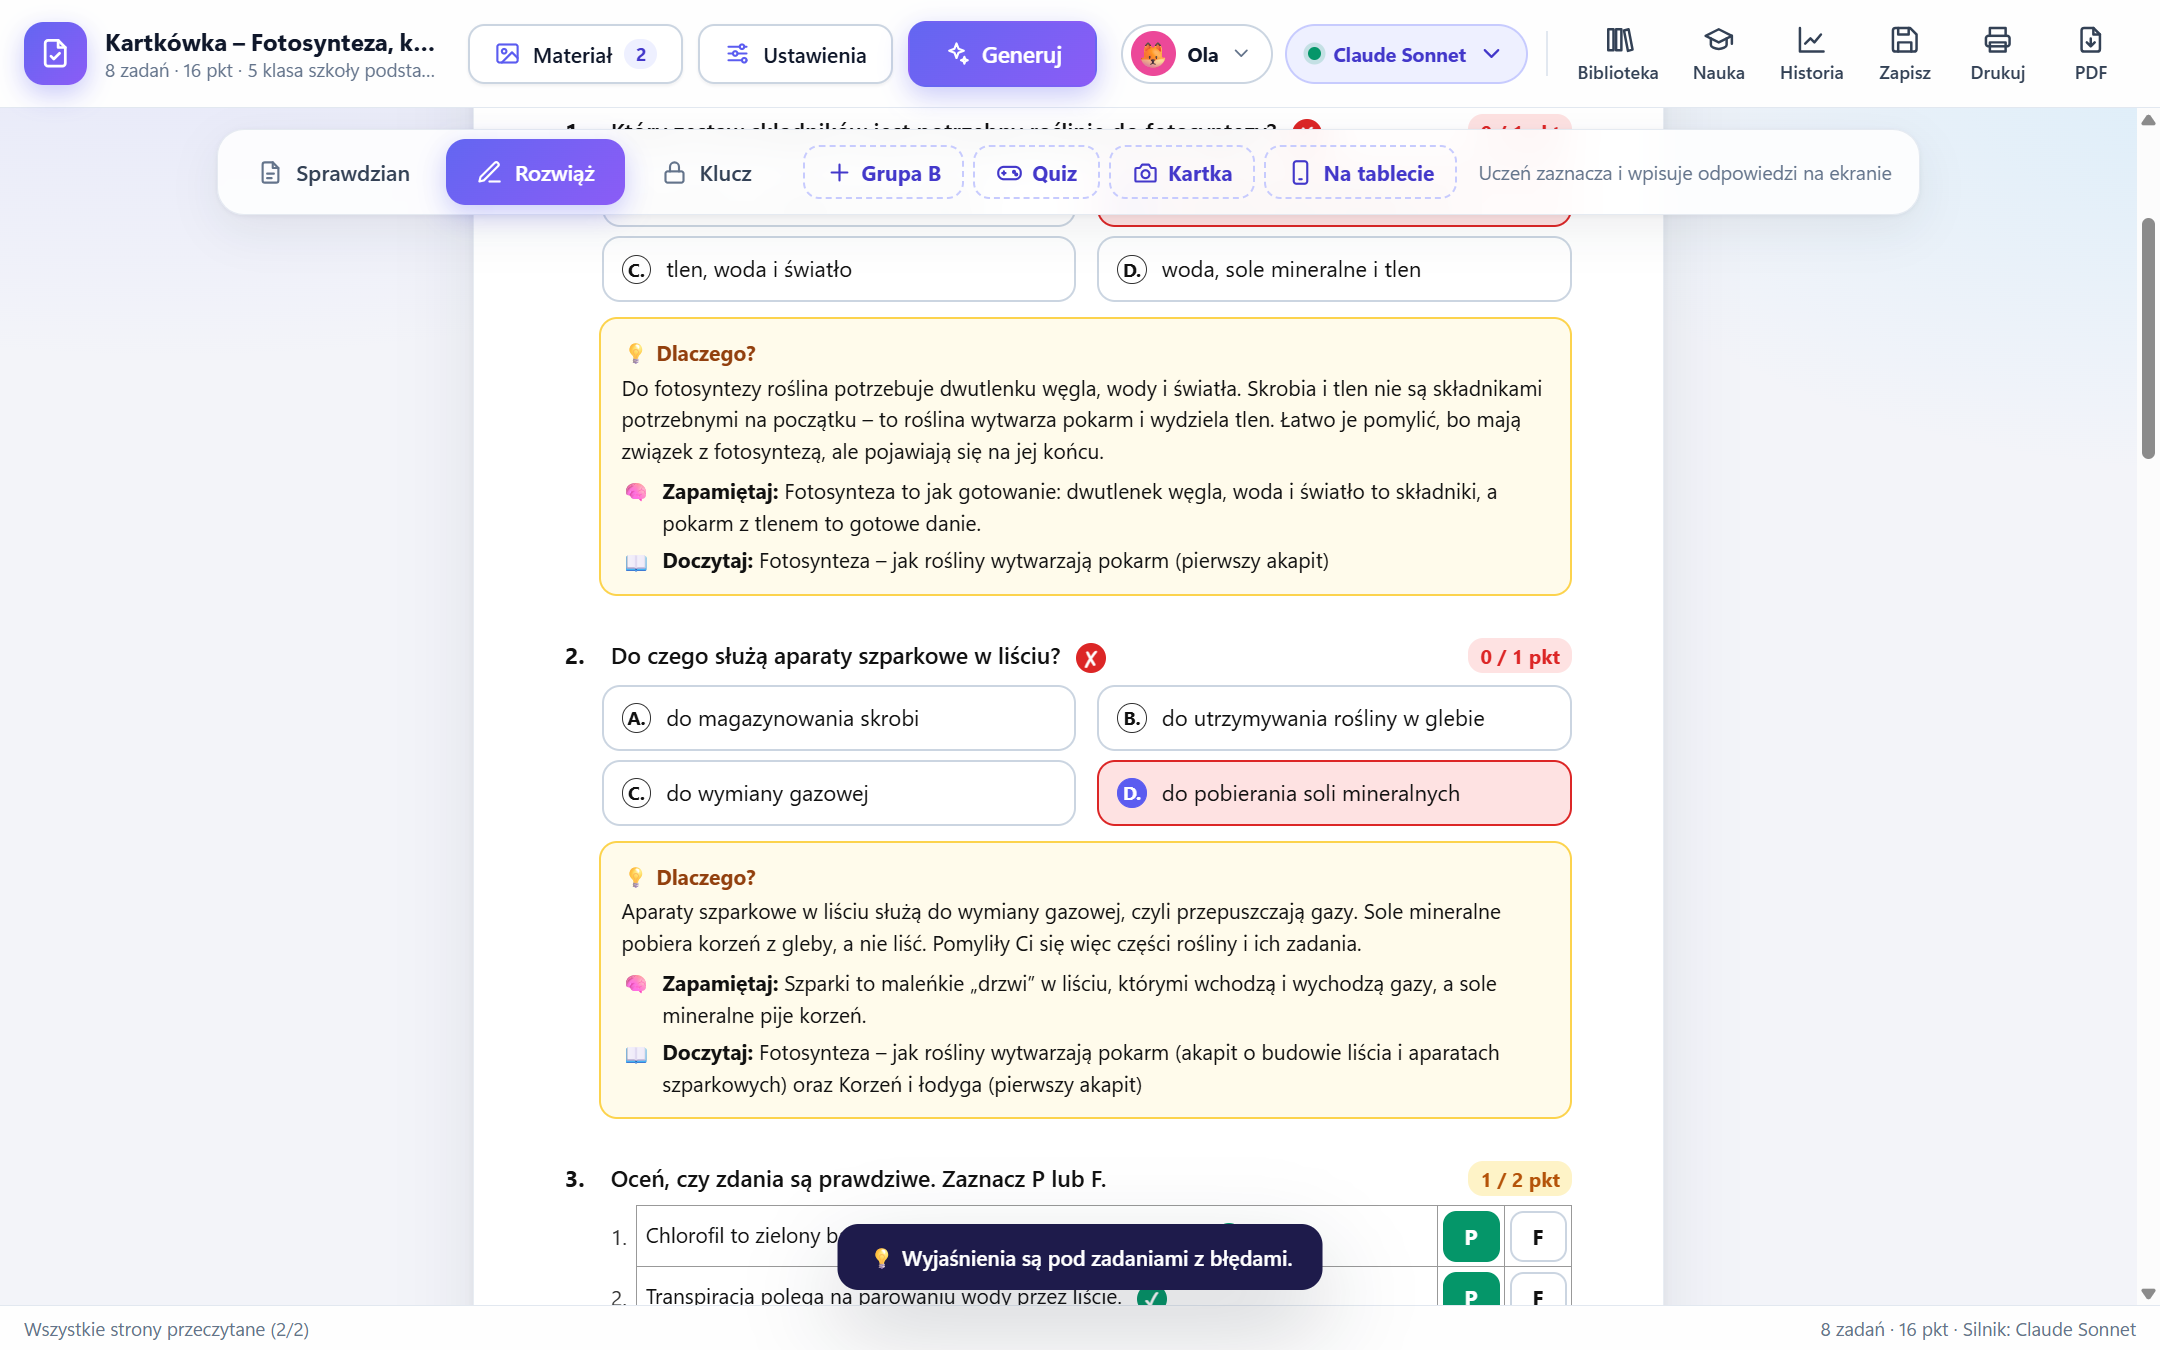 Kartkówka – Fotosynteza, k...
8 zadań · 16 pkt · 5 klasa szkoły podsta...
Materiał 2
Ustawienia
Generuj
Ola
Claude Sonnet
Biblioteka
Nauka
Historia
Zapisz
Drukuj
PDF
1. Który zestaw składników jest potrzebny roślinie do fotosyntezy?
Sprawdzian
Rozwiąż
Klucz
Grupa B
Quiz
Kartka
Na tablecie
Uczeń zaznacza i wpisuje odpowiedzi na ekranie
C. tlen, woda i światło
D. woda, sole mineralne i tlen
Dlaczego?
Do fotosyntezy roślina potrzebuje dwutlenku węgla, wody i światła. Skrobia i tlen nie są składnikami
potrzebnymi na początku – to roślina wytwarza pokarm i wydziela tlen. Łatwo je pomylić, bo mają
związek z fotosyntezą, ale pojawiają się na jej końcu.
Zapamiętaj: Fotosynteza to jak gotowanie: dwutlenek węgla, woda i światło to składniki, a
pokarm z tlenem to gotowe danie.
Doczytaj: Fotosynteza – jak rośliny wytwarzają pokarm (pierwszy akapit)
2. Do czego służą aparaty szparkowe w liściu? ✗ 0 / 1 pkt
A. do magazynowania skrobi
B. do utrzymywania rośliny w glebie
C. do wymiany gazowej
D. do pobierania soli mineralnych
Dlaczego?
Aparaty szparkowe w liściu służą do wymiany gazowej, czyli przepuszczają gazy. Sole mineralne
pobiera korzeń z gleby, a nie liść. Pomyliły Ci się więc części rośliny i ich zadania.
Zapamiętaj: Szparki to maleńkie „drzwi” w liściu, którymi wchodzą i wychodzą gazy, a sole
mineralne pije korzeń.
Doczytaj: Fotosynteza – jak rośliny wytwarzają pokarm (akapit o budowie liścia i aparatach
szparkowych) oraz Korzeń i łodyga (pierwszy akapit)
3. Oceń, czy zdania są prawdziwe. Zaznacz P lub F. 1 / 2 pkt
1. Chlorofil to zielony P F
Wyjaśnienia są pod zadaniami z błędami.
2. Transpiracja polega na parowaniu wody przez liście. ✓ P F
Wszystkie strony przeczytane (2/2)
8 zadań · 16 pkt · Silnik: Claude Sonnet